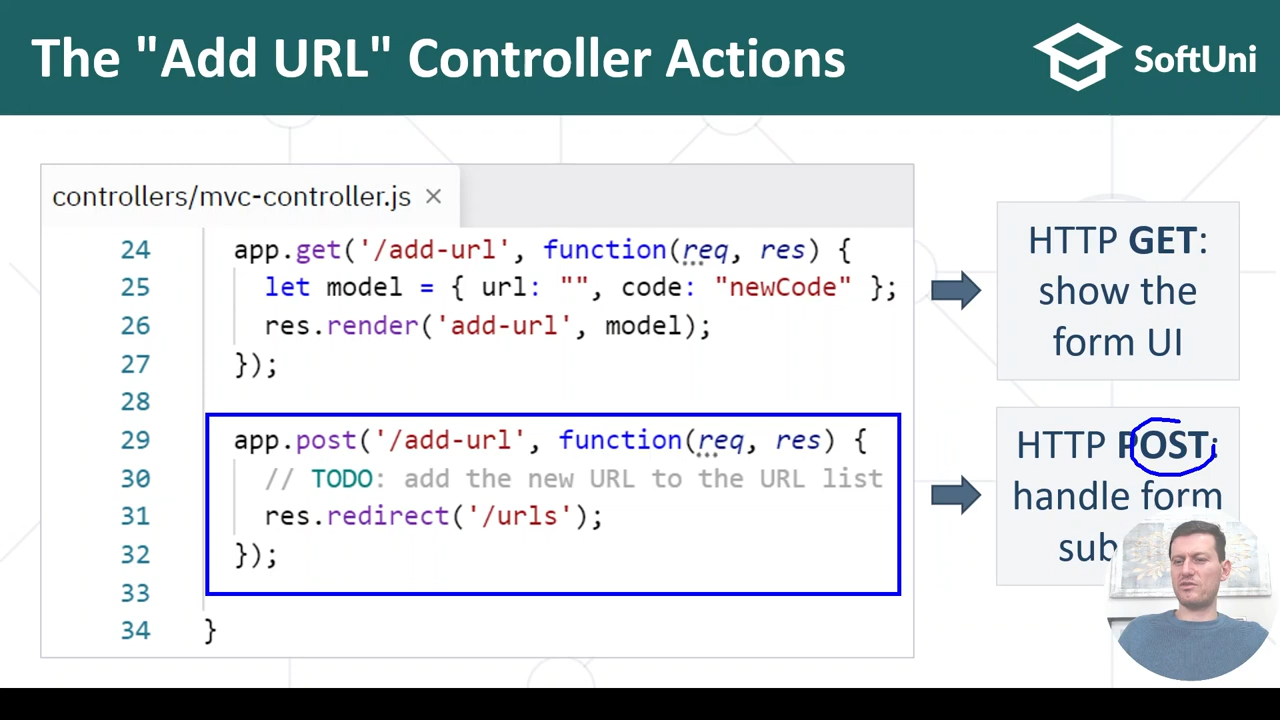 The "Add URL" Controller Actions
SoftUni
controllers/mvc-controller.js ×
24 app.get('/add-url', function(req, res) {
25 let model = { url: "", code: "newCode" };
26 res.render('add-url', model);
27 });
28
29 app.post('/add-url', function(req, res) {
30 // TODO: add the new URL to the URL list
31 res.redirect('/urls');
32 });
33
34 }
HTTP GET:
show the
form UI
HTTP POST:
handle form